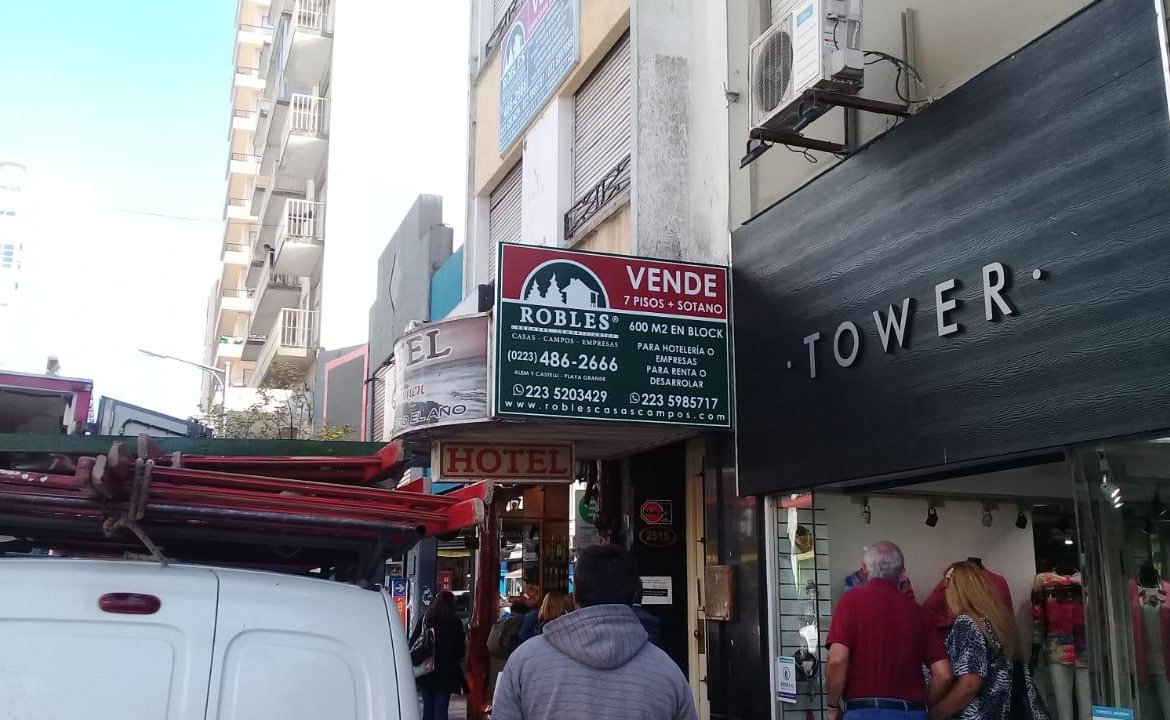 VENDE
7 PISOS + SOTANO
ROBLES®
CASAS - CAMPOS - EMPRESAS
600 M2 EN BLOCK
(0223) 486-2666
ALEM Y CASTELLI - PLAYA GRANDE
PARA HOTELERÍA O
EMPRESAS
PARA RENTA O
DESARROLAR
223 5203429
223 5985717
www.roblescasascampos.com
HOTEL
2515
·TOWER·